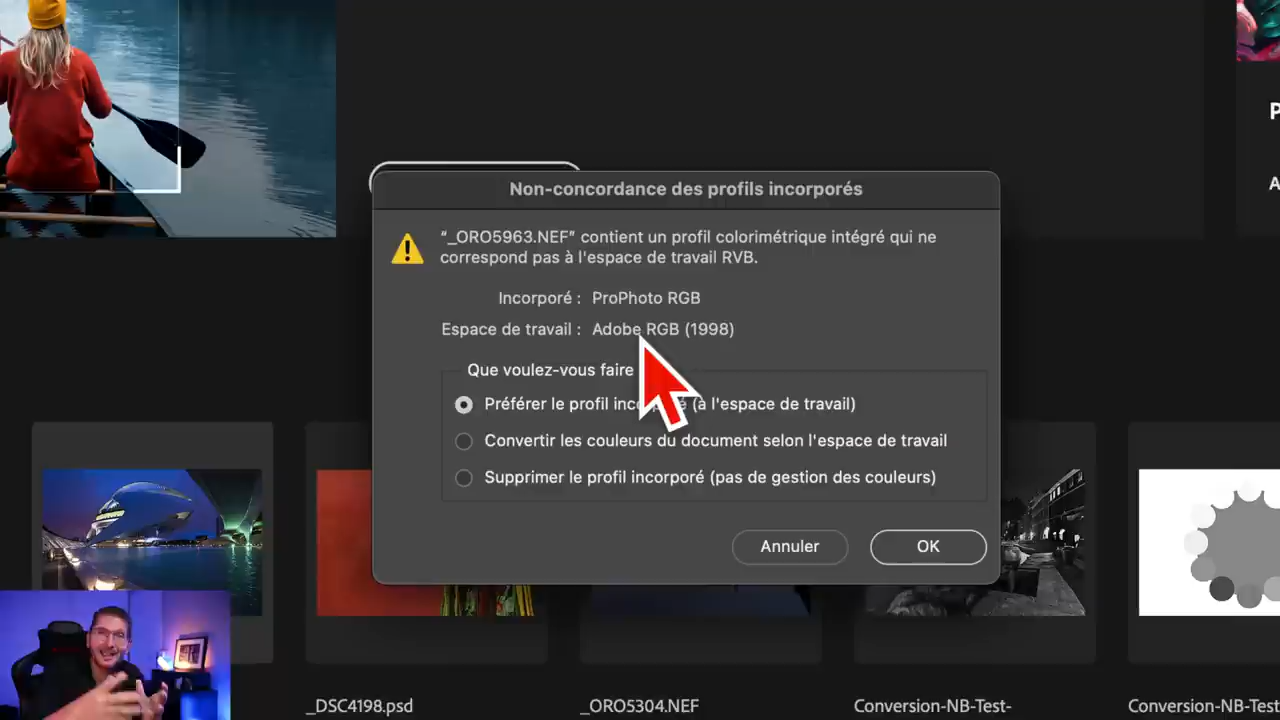 P
A
Non-concordance des profils incorporés
“_ORO5963.NEF” contient un profil colorimétrique intégré qui ne
correspond pas à l'espace de travail RVB.
Incorporé : ProPhoto RGB
Espace de travail : Adobe RGB (1998)
Que voulez-vous faire
Préférer le profil (à l'espace de travail)
Convertir les couleurs du document selon l'espace de travail
Supprimer le profil incorporé (pas de gestion des couleurs)
Annuler
OK
_DSC4198.psd
_ORO5304.NEF
Conversion-NB-Test-
Conversion-NB-Test-